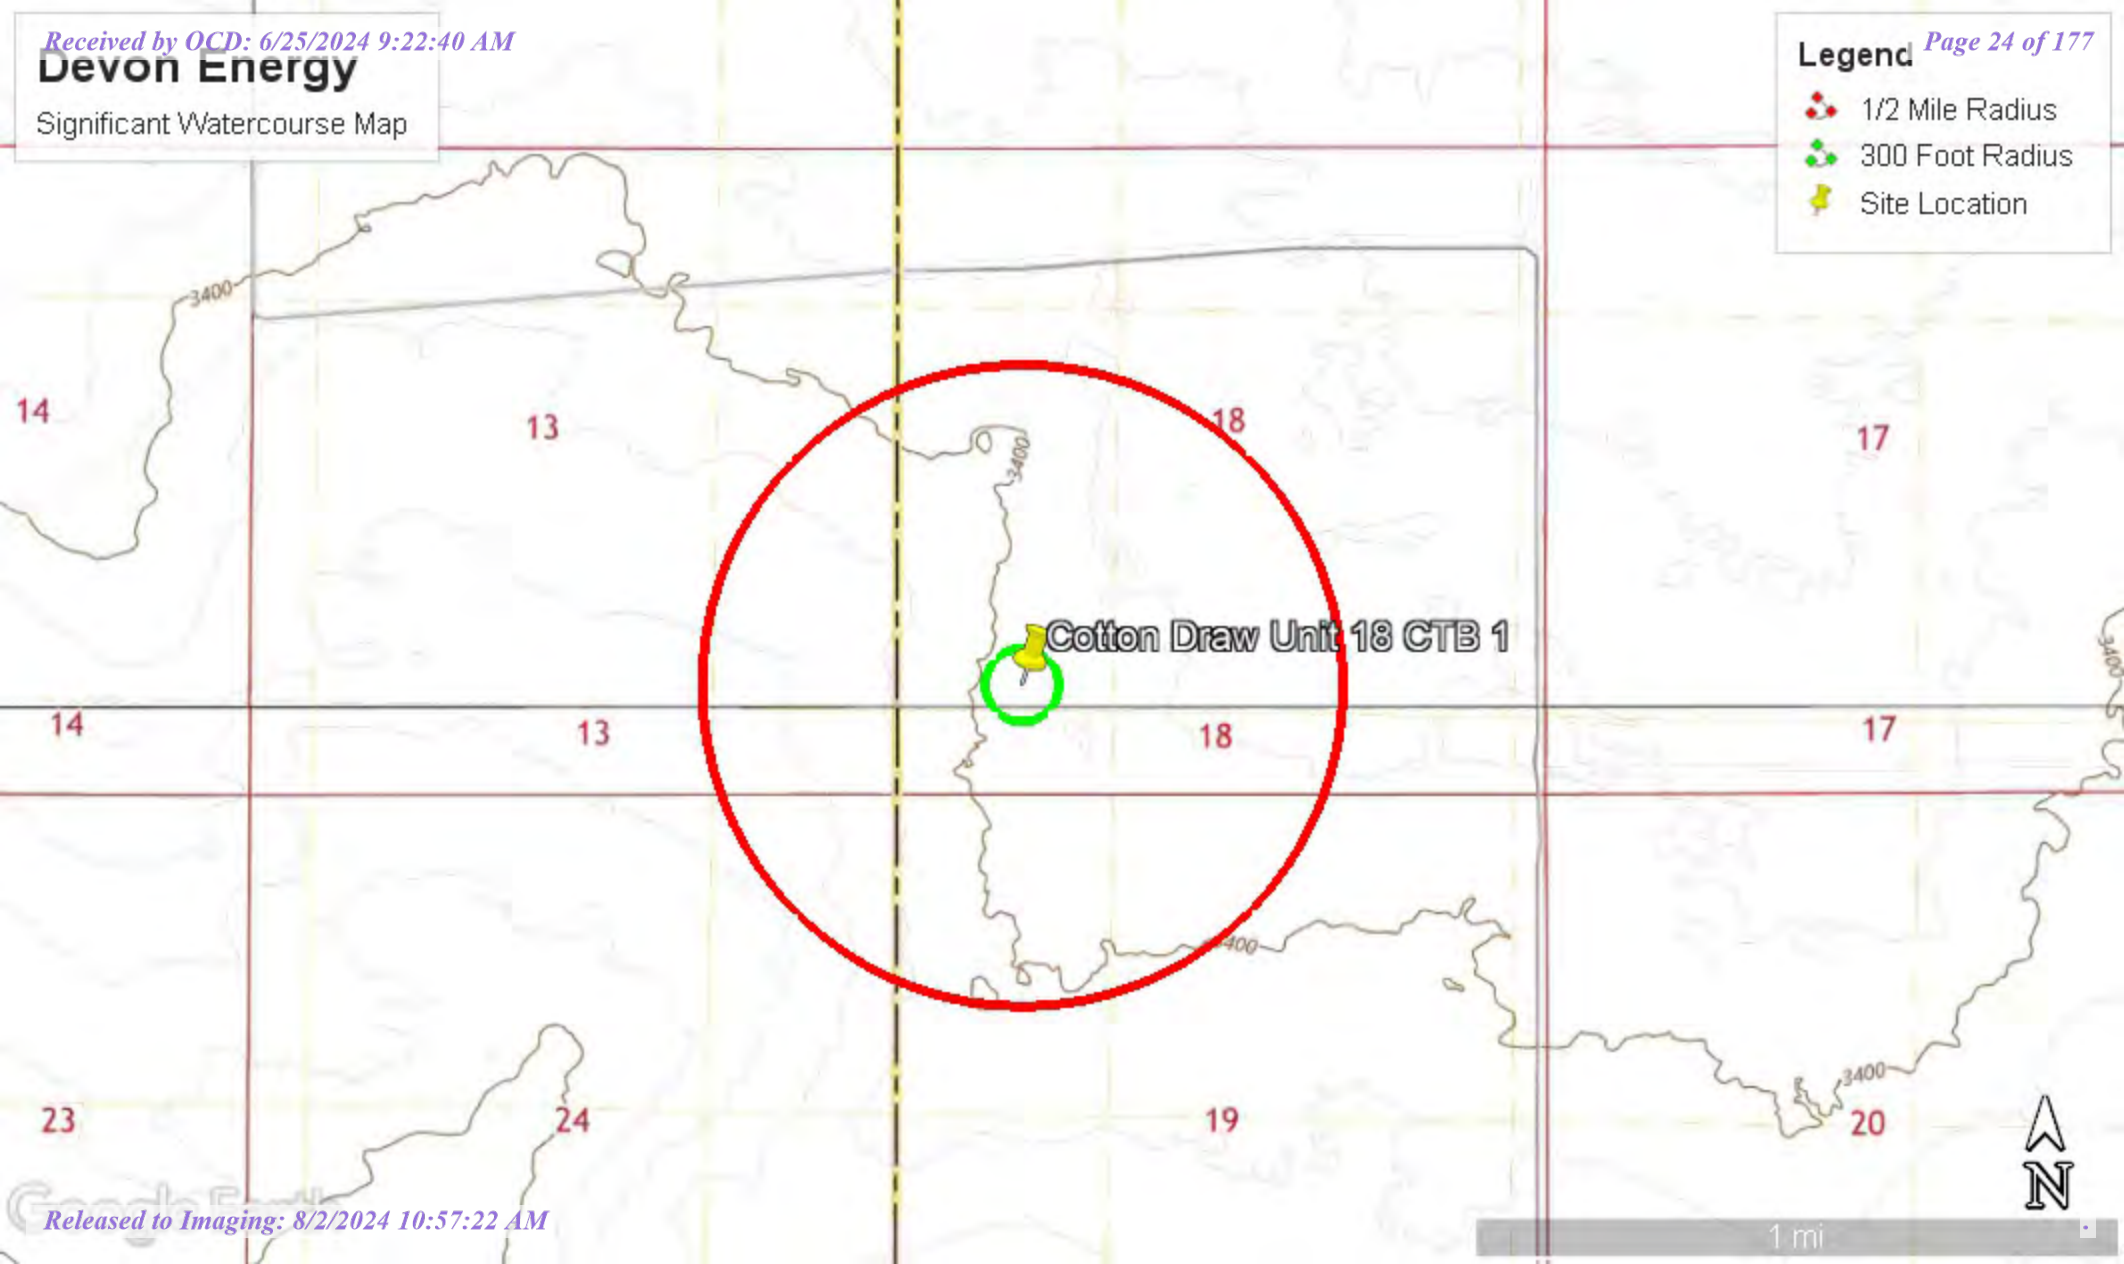 Received by OCD: 6/25/2024 9:22:40 AM
Page 24 of 177
Devon Energy
Significant Watercourse Map
Legend
1/2 Mile Radius
300 Foot Radius
Site Location
3400
14
13
18
17
3400
Cotton Draw Unit 18 CTB 1
3400
14
13
18
17
3400
3400
23
24
19
20
N
Google Earth
Released to Imaging: 8/2/2024 10:57:22 AM
1 mi